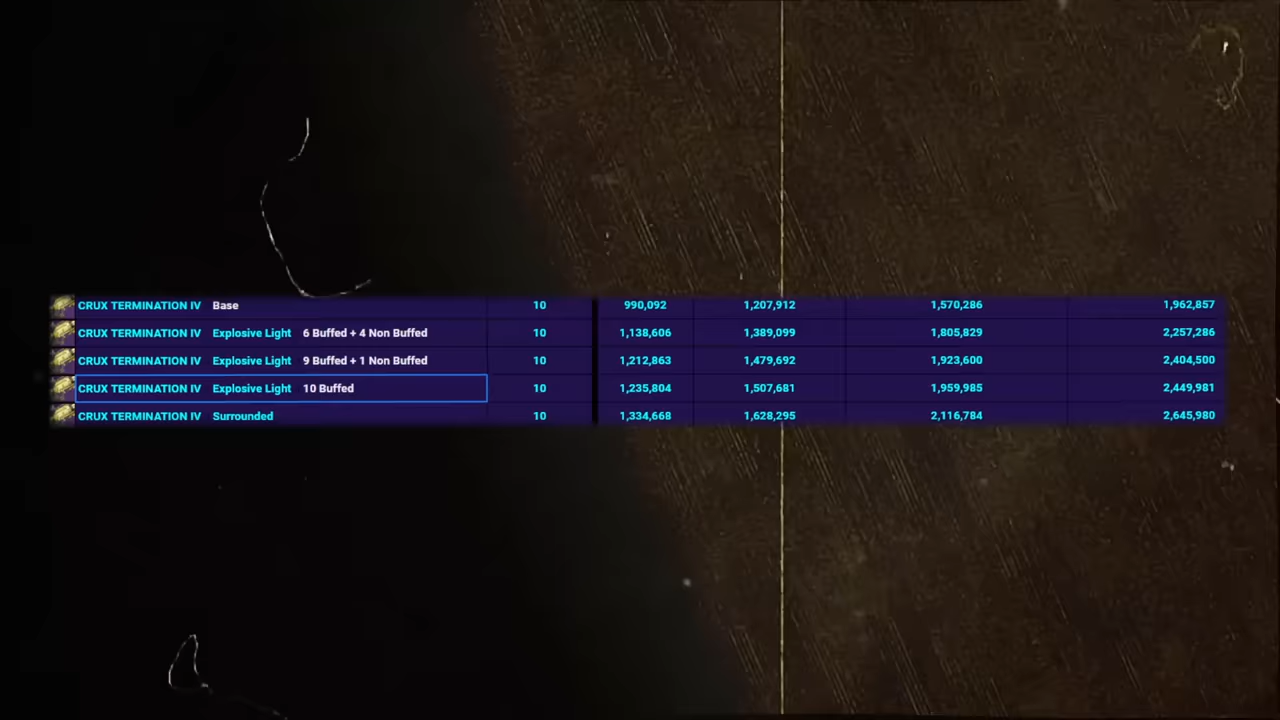 CRUX TERMINATION IV Base 10 990,092 1,207,912 1,570,286 1,962,857
CRUX TERMINATION IV Explosive Light 6 Buffed + 4 Non Buffed 10 1,138,606 1,389,099 1,805,829 2,257,286
CRUX TERMINATION IV Explosive Light 9 Buffed + 1 Non Buffed 10 1,212,863 1,479,692 1,923,600 2,404,500
CRUX TERMINATION IV Explosive Light 10 Buffed 10 1,235,804 1,507,681 1,959,985 2,449,981
CRUX TERMINATION IV Surrounded 10 1,334,668 1,628,295 2,116,784 2,645,980